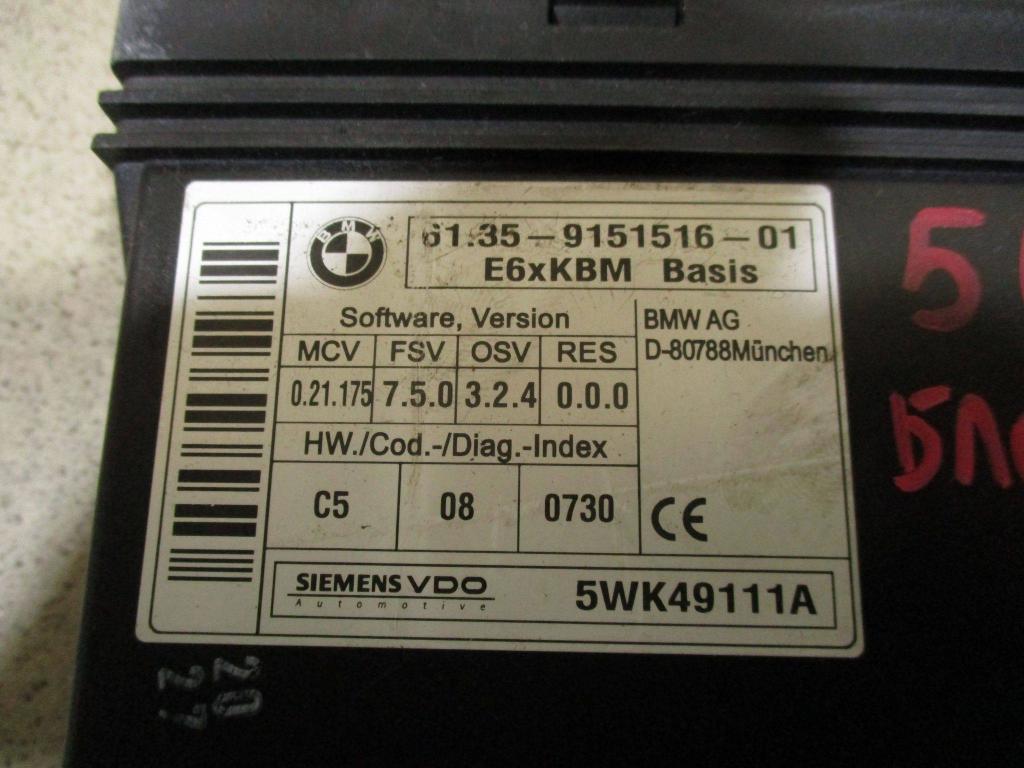 BMW
61.35-9151516-01
E6xKBM Basis
Software, Version
MCV FSV OSV RES
0.21.175 7.5.0 3.2.4 0.0.0
HW./Cod.-/Diag.-Index
C5 08 0730
BMW AG
D-80788München
CE
SIEMENS VDO
Automotive
5WK49111A
5